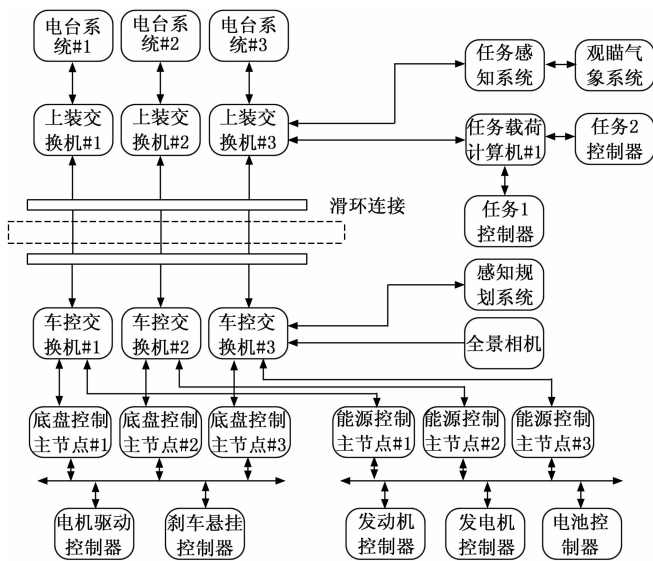 电台系
统#1
电台系
统#2
电台系
统#3
任务感
知系统
观瞄气
象系统
上装交
换机#1
上装交
换机#2
上装交
换机#3
任务载荷
计算机#1
任务2
控制器
滑环连接
任务1
控制器
感知规
划系统
车控交
换机#1
车控交
换机#2
车控交
换机#3
全景相机
底盘控制
主节点#1
底盘控制
主节点#2
底盘控制
主节点#3
能源控制
主节点#1
能源控制
主节点#2
能源控制
主节点#3
电机驱动
控制器
刹车悬挂
控制器
发动机
控制器
发电机
控制器
电池控
制器